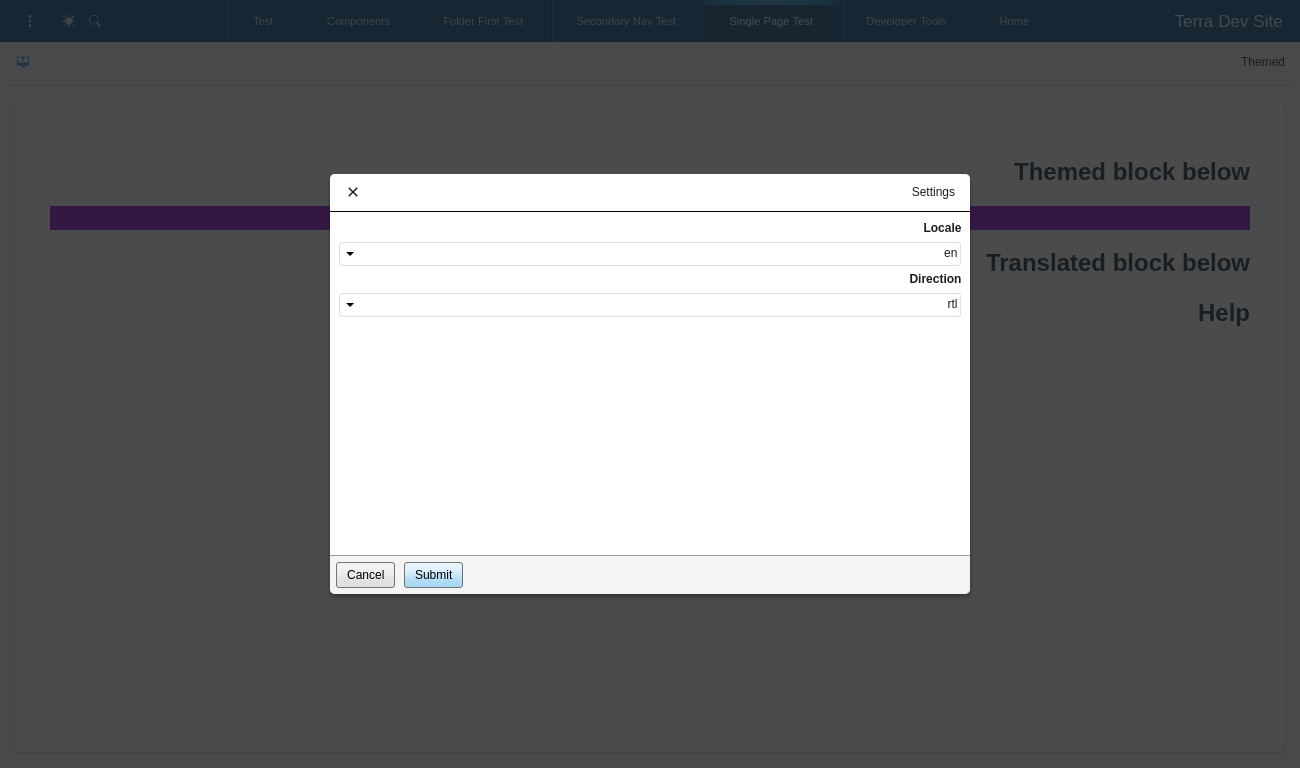 Test Components Folder First Test Secondary Nav Test Single Page Test Developer Tools Home Terra Dev Site
Themed
Themed block below
Translated block below
Help
Settings
Locale
en
Direction
rtl
Cancel Submit